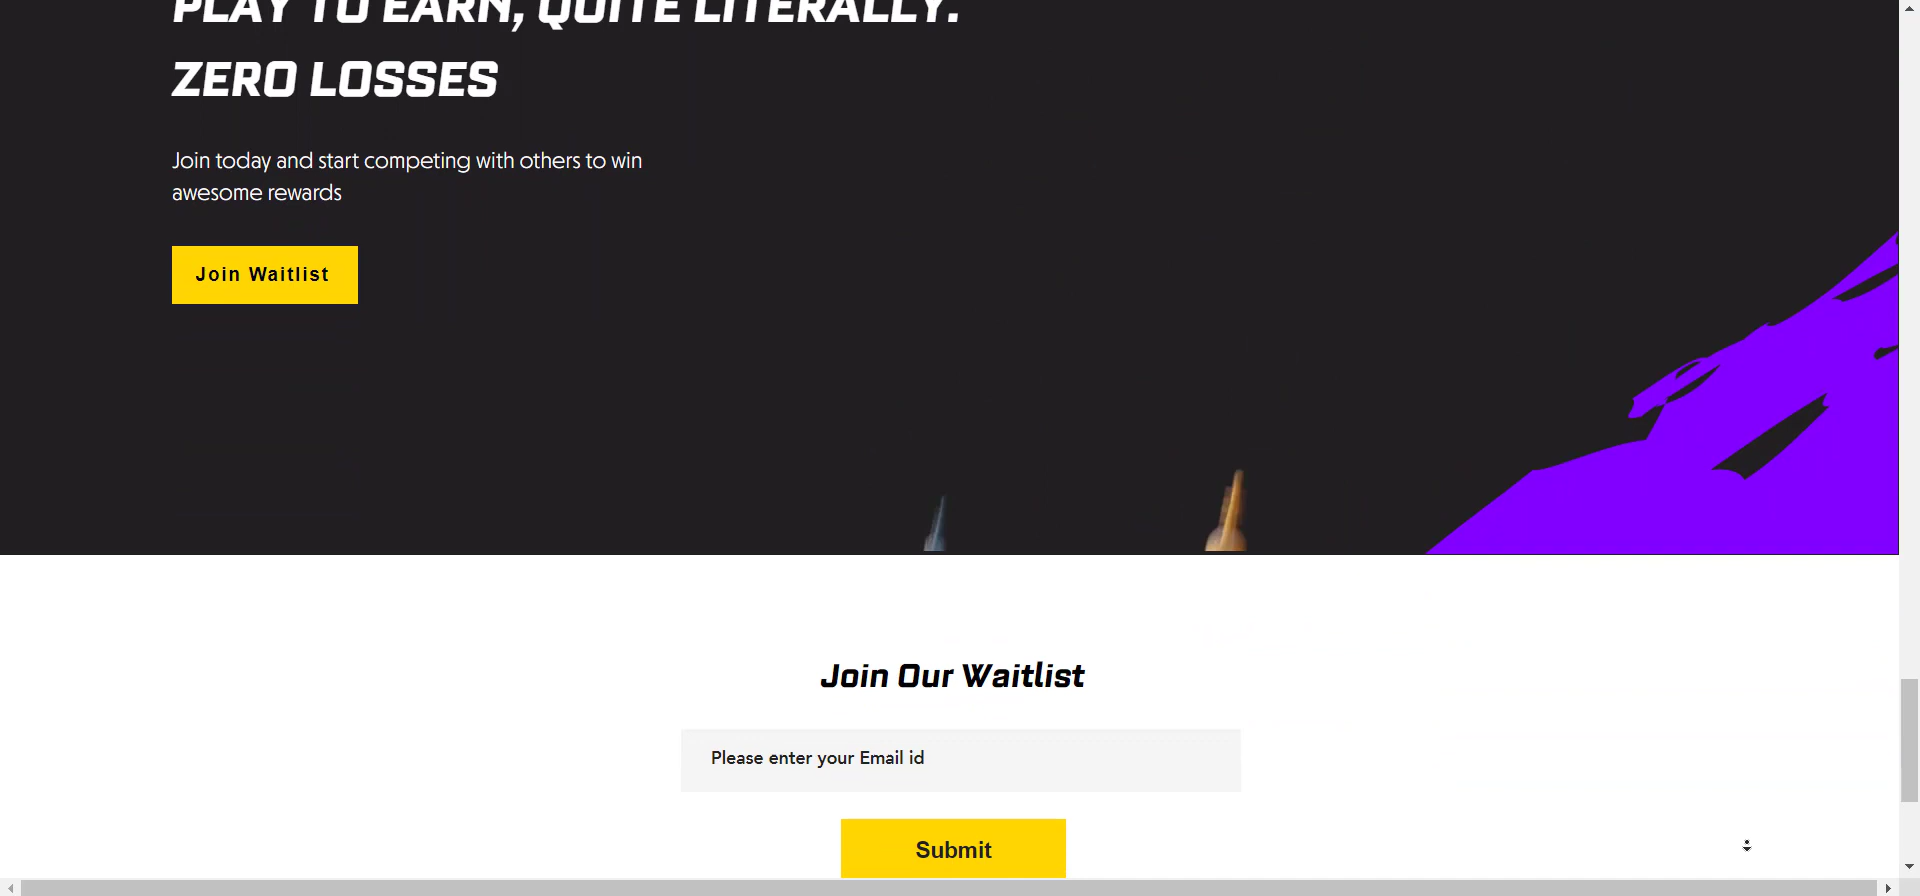 PLAY TO EARN, QUITE LITERALLY.
ZERO LOSSES
Join today and start competing with others to win
awesome rewards
Join Waitlist
Join Our Waitlist
Please enter your Email id
Submit